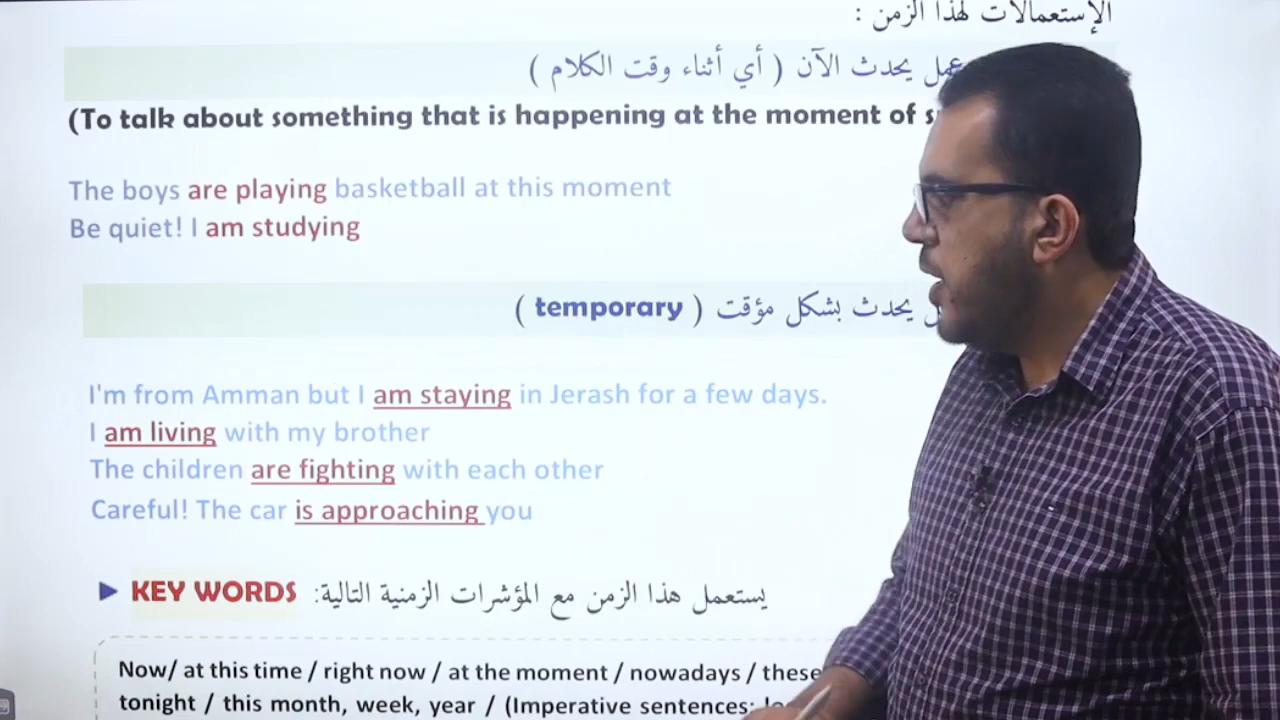 الإستعمالات لهذا الزمن :
يحدث الآن ( أي أثناء وقت الكلام )
(To talk about something that is happening at the moment of
The boys are playing basketball at this moment
Be quiet! I am studying
يحدث بشكل مؤقت ( temporary )
I'm from Amman but I am staying in Jerash for a few days.
I am living with my brother
The children are fighting with each other
Careful! The car is approaching you
► KEY WORDS يستعمل هذا الزمن مع المؤشرات الزمنية التالية:
Now/ at this time / right now / at the moment / nowadays / these
tonight / this month, week, year / (Imperative sentences: